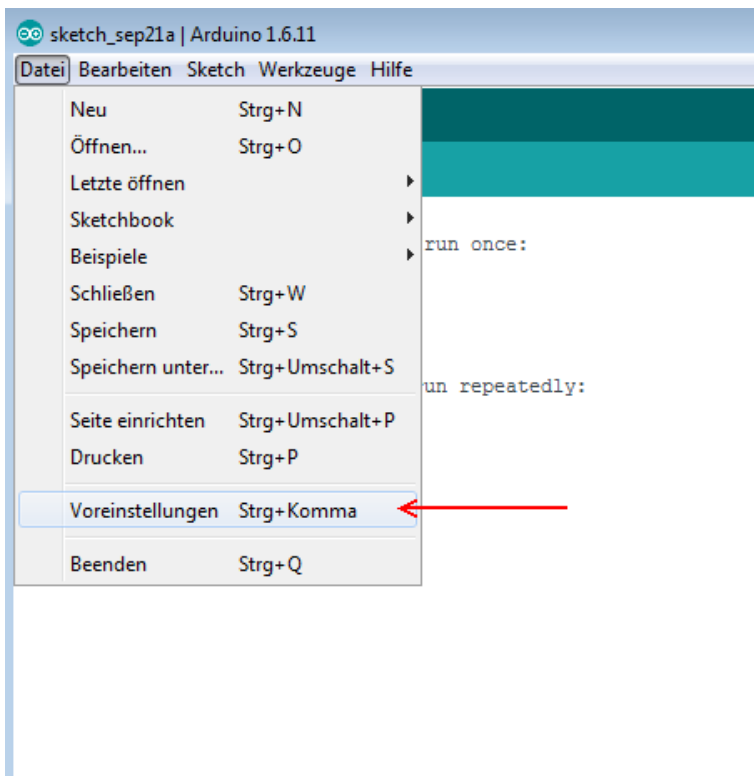 sketch_sep21a | Arduino 1.6.11
Datei Bearbeiten Sketch Werkzeuge Hilfe
Neu Strg+N
Öffnen... Strg+O
Letzte öffnen
Sketchbook
run once:
Beispiele
Schließen Strg+W
Speichern Strg+S
Speichern unter... Strg+Umschalt+S
run repeatedly:
Seite einrichten Strg+Umschalt+P
Drucken Strg+P
Voreinstellungen Strg+Komma
Beenden Strg+Q